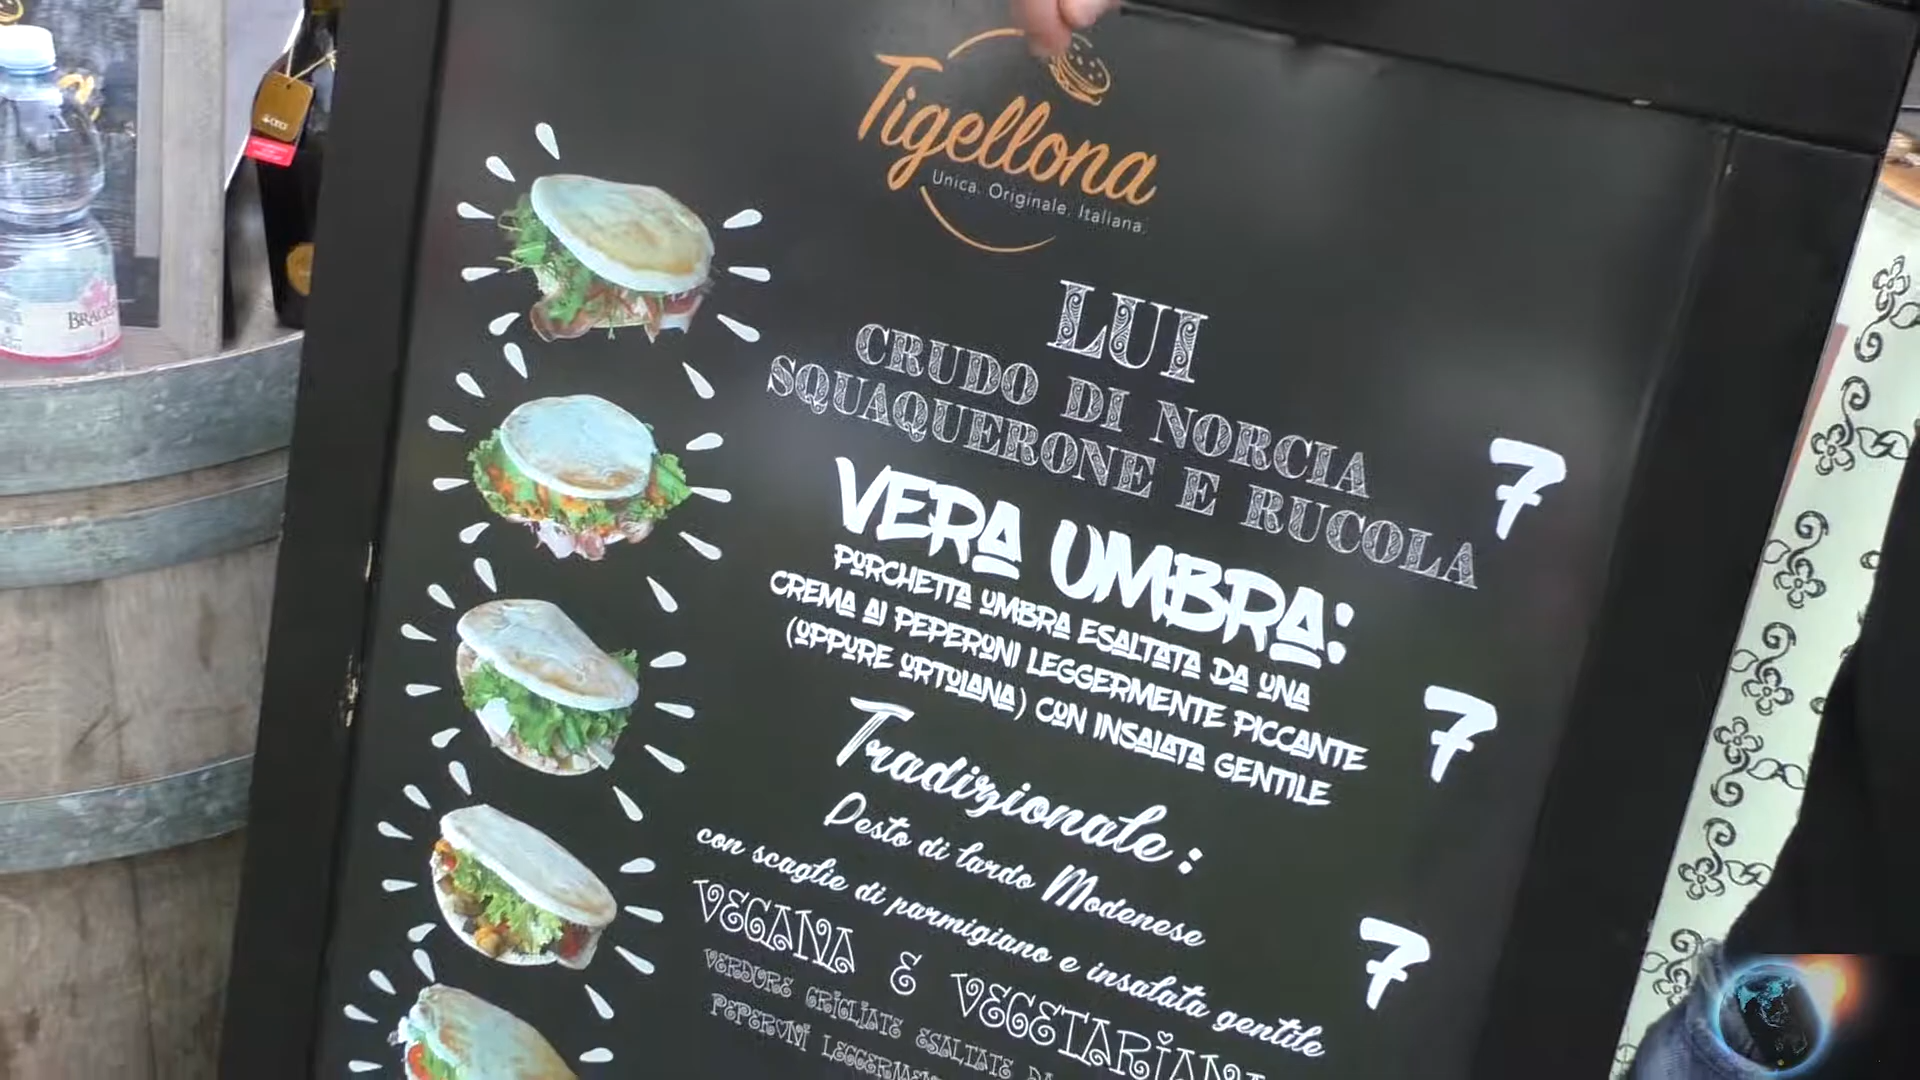 Tigellona
Unica. Originale. Italiana.
LUI
CRUDO DI NORCIA
SQUAQUERONE E RUCOLA
7
VERA UMBRA:
PORCHETTA UMBRA ESALTATA DA UNA
CREMA AI PEPERONI LEGGERMENTE PICCANTE
(OPPURE ORTOLANA) CON INSALATA GENTILE
7
Tradizionale:
Pesto di lardo Modenese
con scaglie di parmigiano e insalata gentile
7
VEGANA E
VERDURE GRIGLIATE ESALTATE
PEPERONI